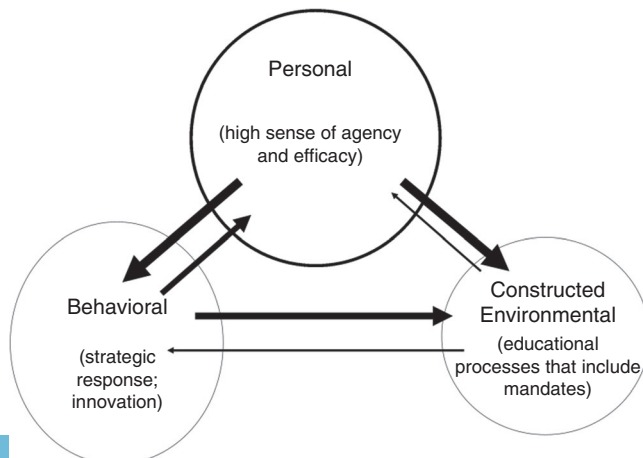 Personal
(high sense of agency
and efficacy)
Behavioral
(strategic
response;
innovation)
Constructed
Environmental
(educational
processes that include
mandates)